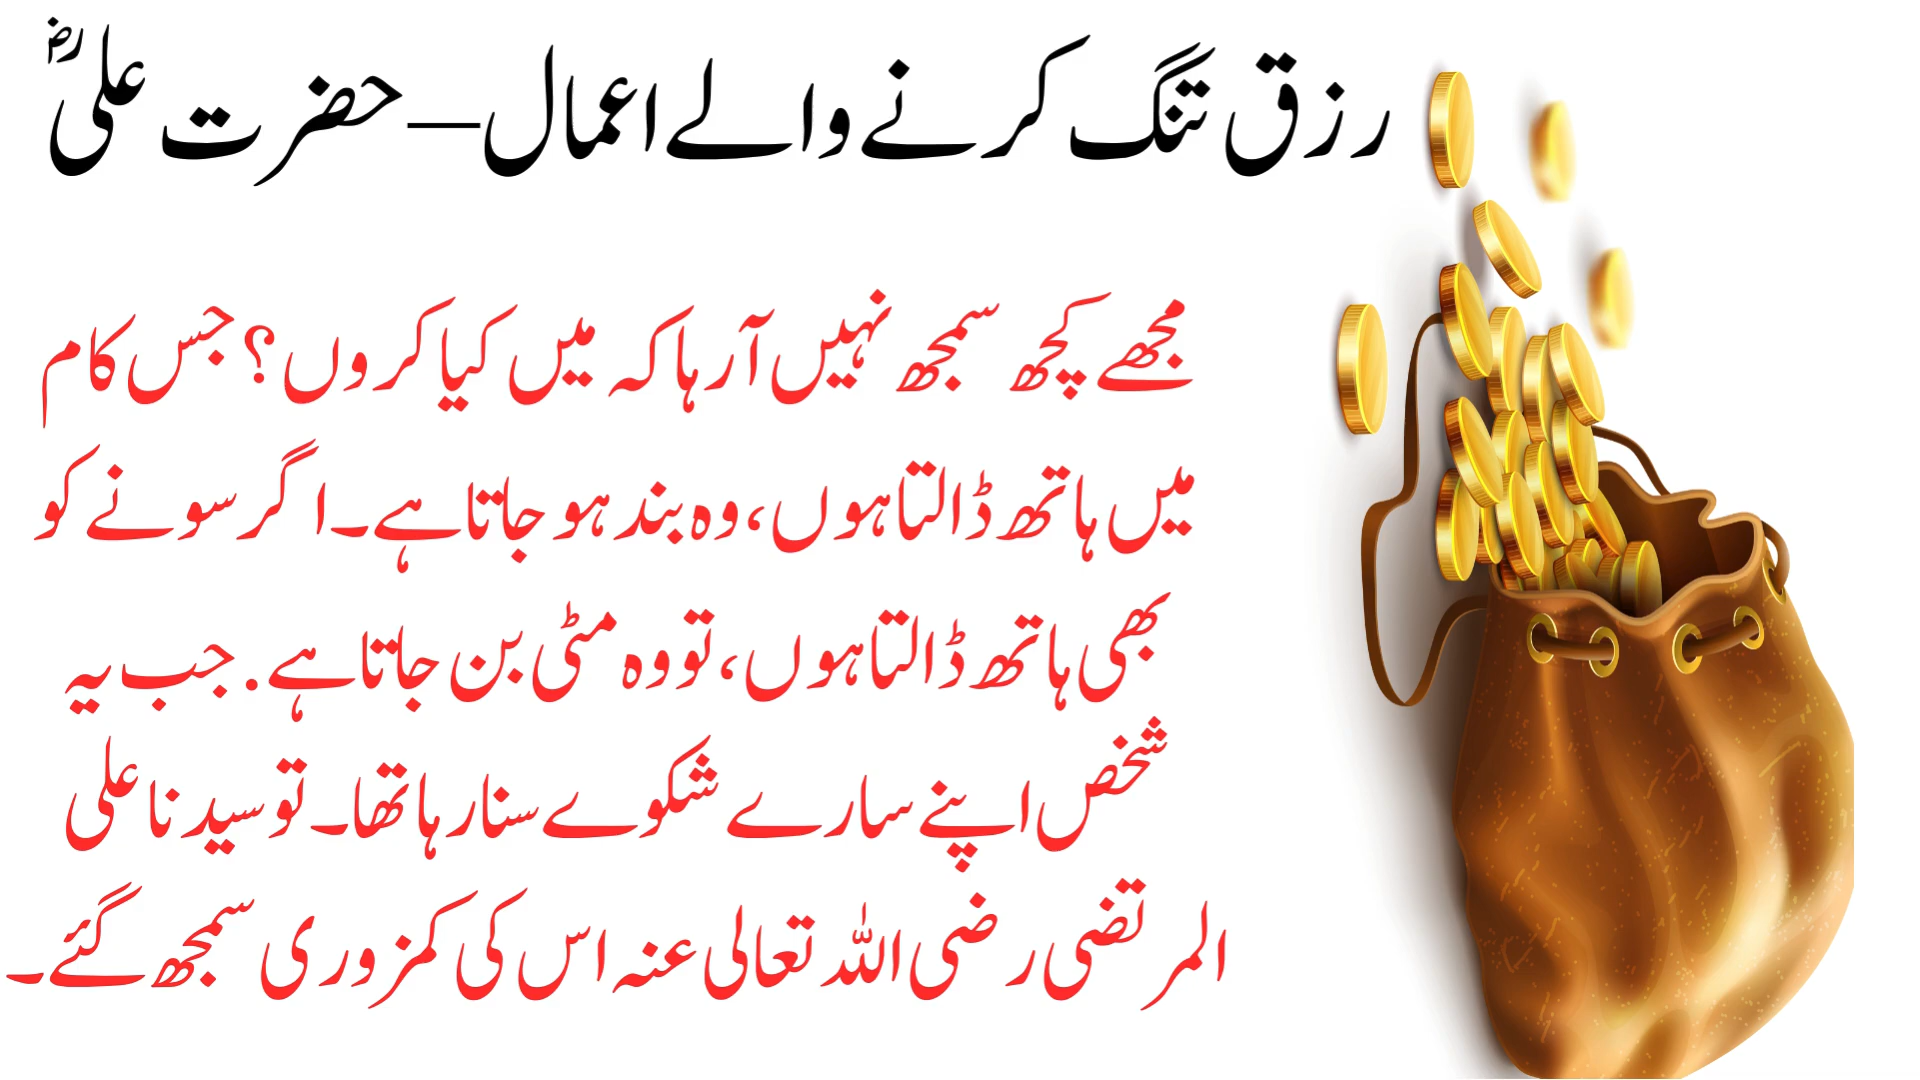 رزق تنگ کرنے والے اعمال – حضرت علیؓ
مجھے کچھ سمجھ نہیں آرہا کہ میں کیا کروں؟ جس کام
میں ہاتھ ڈالتا ہوں، وہ بند ہو جاتا ہے۔ اگر سونے کو
بھی ہاتھ ڈالتا ہوں، تو وہ مٹی بن جاتا ہے. جب یہ
شخص اپنے سارے شکوے سنا رہا تھا۔ تو سیدنا علی
المرتضی رضی اللہ تعالی عنہ اس کی کمزوری سمجھ گئے۔